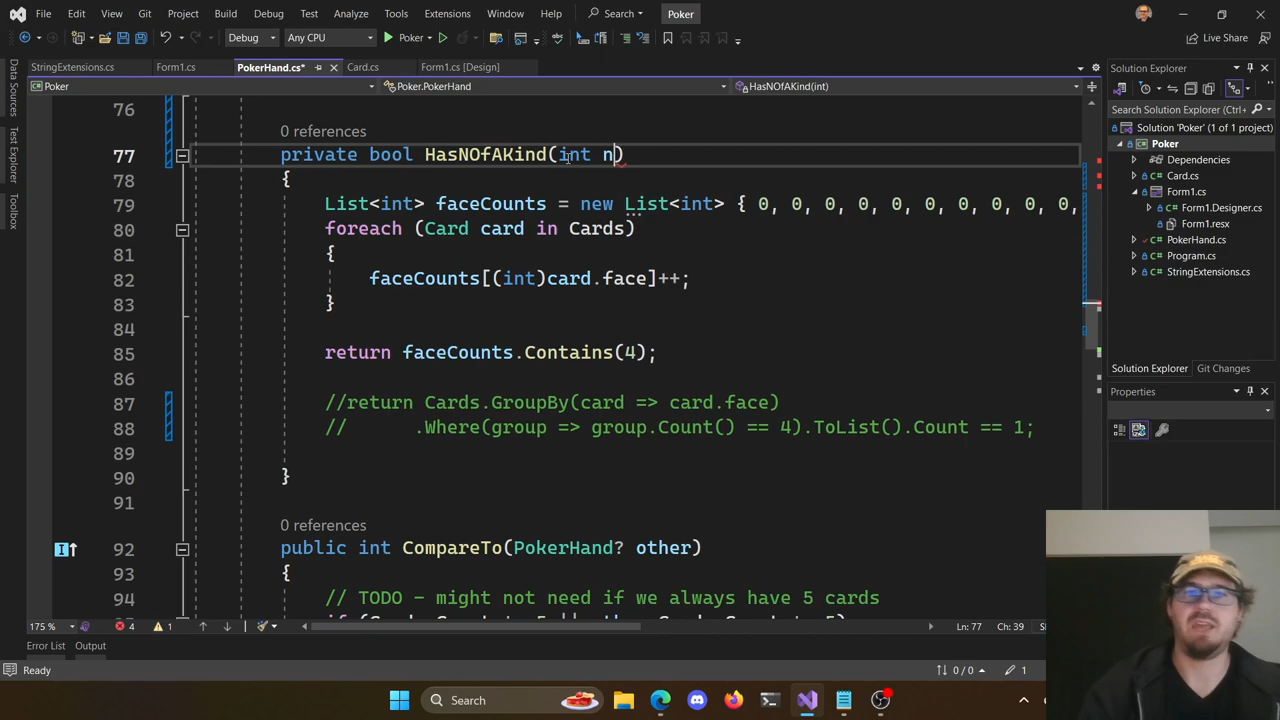 File Edit View Git Project Build Debug Test Analyze Tools Extensions Window Help Search Poker
Debug Any CPU Poker Live Share
StringExtensions.cs Form1.cs PokerHand.cs* Card.cs Form1.cs [Design]
Poker Poker.PokerHand HasNOfAKind(int)
Data Sources
Test Explorer
Toolbox
76
0 references
77 private bool HasNOfAKind(int n)
78 {
79 List<int> faceCounts = new List<int> { 0, 0, 0, 0, 0, 0, 0, 0, 0, 0,
80 foreach (Card card in Cards)
81 {
82 faceCounts[(int)card.face]++;
83 }
84
85 return faceCounts.Contains(4);
86
87 //return Cards.GroupBy(card => card.face)
88 // .Where(group => group.Count() == 4).ToList().Count == 1;
89
90 }
91
0 references
92 public int CompareTo(PokerHand? other)
93 {
94 // TODO - might not need if we always have 5 cards
175 % 4 1 Ln: 77 Ch: 39
Error List Output
Ready 0 / 0 1
Solution Explorer
Search Solution Explorer (Ctrl+
Solution 'Poker' (1 of 1 project)
Poker
Dependencies
Card.cs
Form1.cs
Form1.Designer.cs
Form1.resx
PokerHand.cs
Program.cs
StringExtensions.cs
Solution Explorer Git Changes
Properties
Search